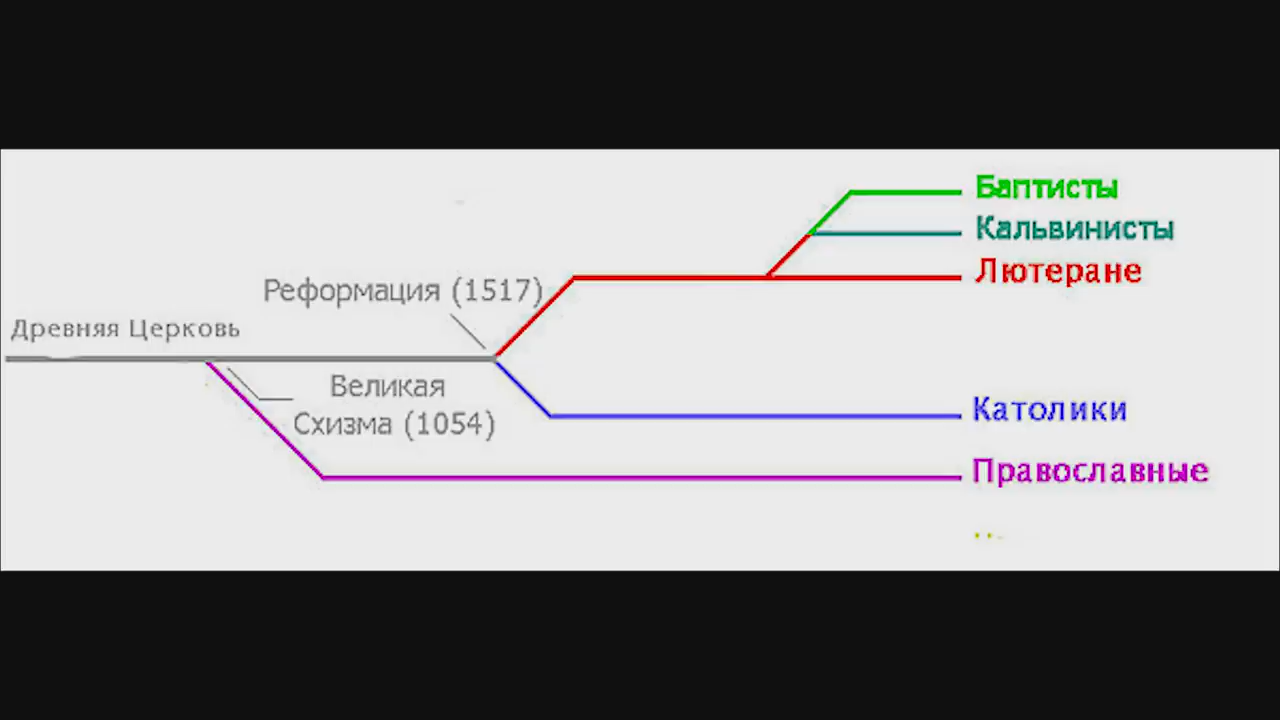 Баптисты
Кальвинисты
Лютеране
Реформация (1517)
Древняя Церковь
Великая
Схизма (1054)
Католики
Православные
...